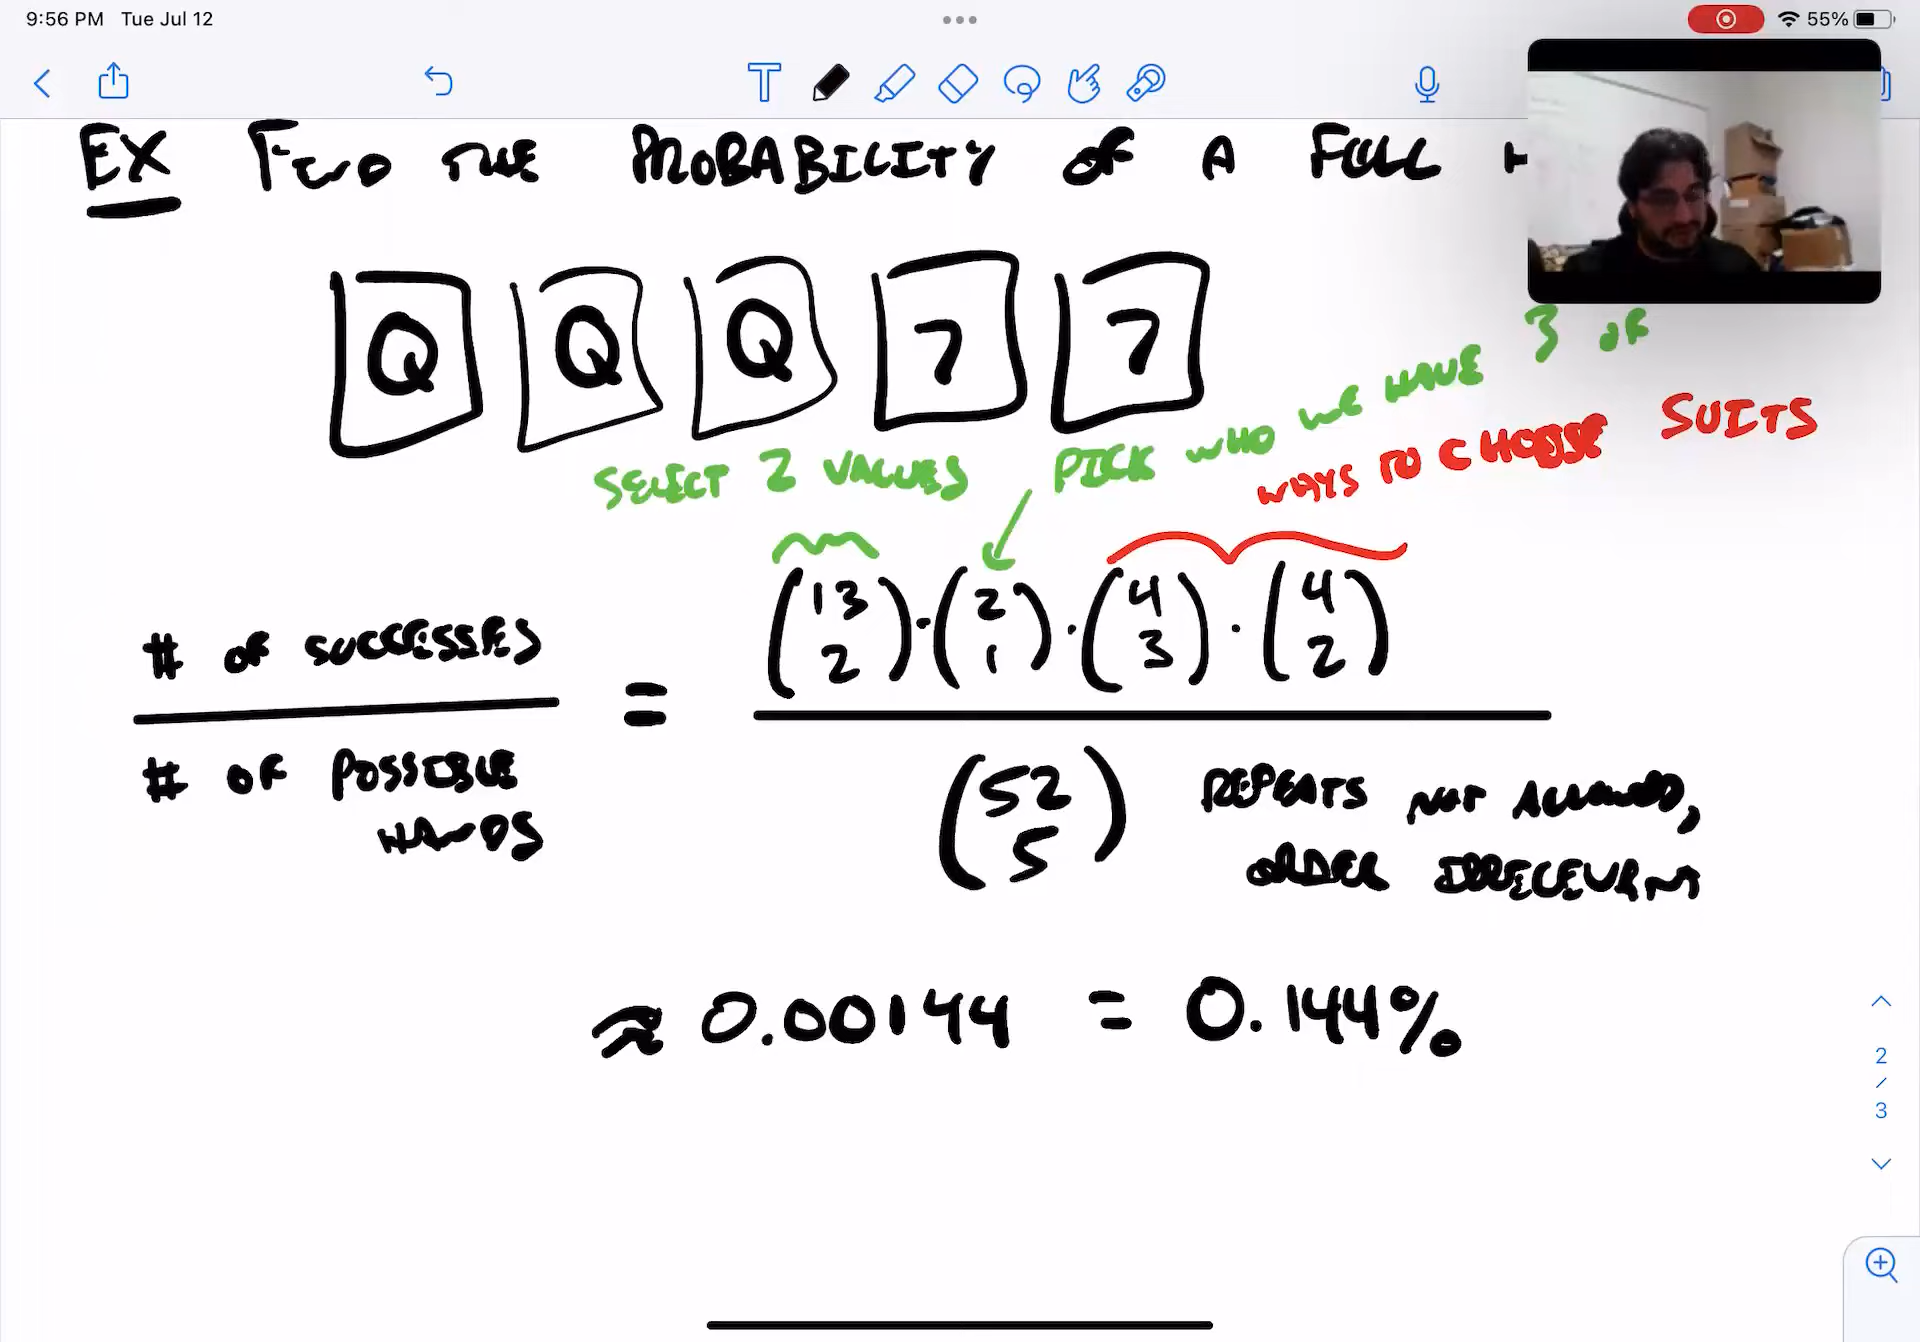 9:56 PM Tue Jul 12
55%
EX FIND THE PROBABILITY OF A FULL H
Q Q Q 7 7
SELECT 2 VALUES
PICK WHO WE HAVE 3 OF
WAYS TO CHOOSE SUITS
# OF SUCCESSES
# OF POSSIBLE
HANDS
=
(13 2) · (2 1) · (4 3) · (4 2)
(52 5)
REPEATS NOT ALLOWED,
ORDER IRRELEVANT
≈ 0.00144 = 0.144%
2
/
3